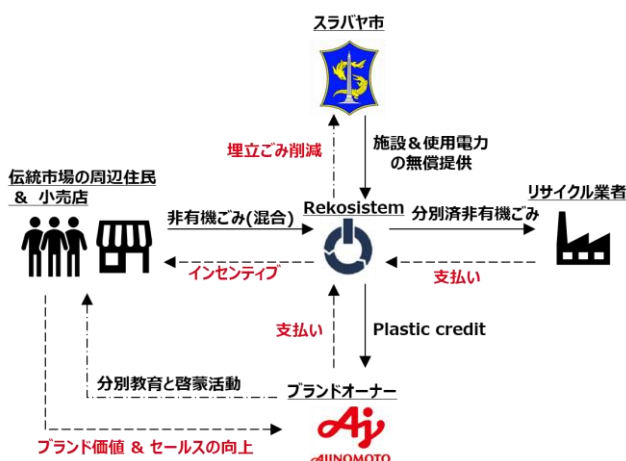 スラバヤ市
埋立ごみ削減
施設＆使用電力
の無償提供
伝統市場の周辺住民
＆ 小売店
Rekosistem
リサイクル業者
非有機ごみ(混合)
分別済非有機ごみ
インセンティブ
支払い
支払い
Plastic credit
分別教育と啓蒙活動
ブランドオーナー
ブランド価値 & セールスの向上
AJINOMOTO